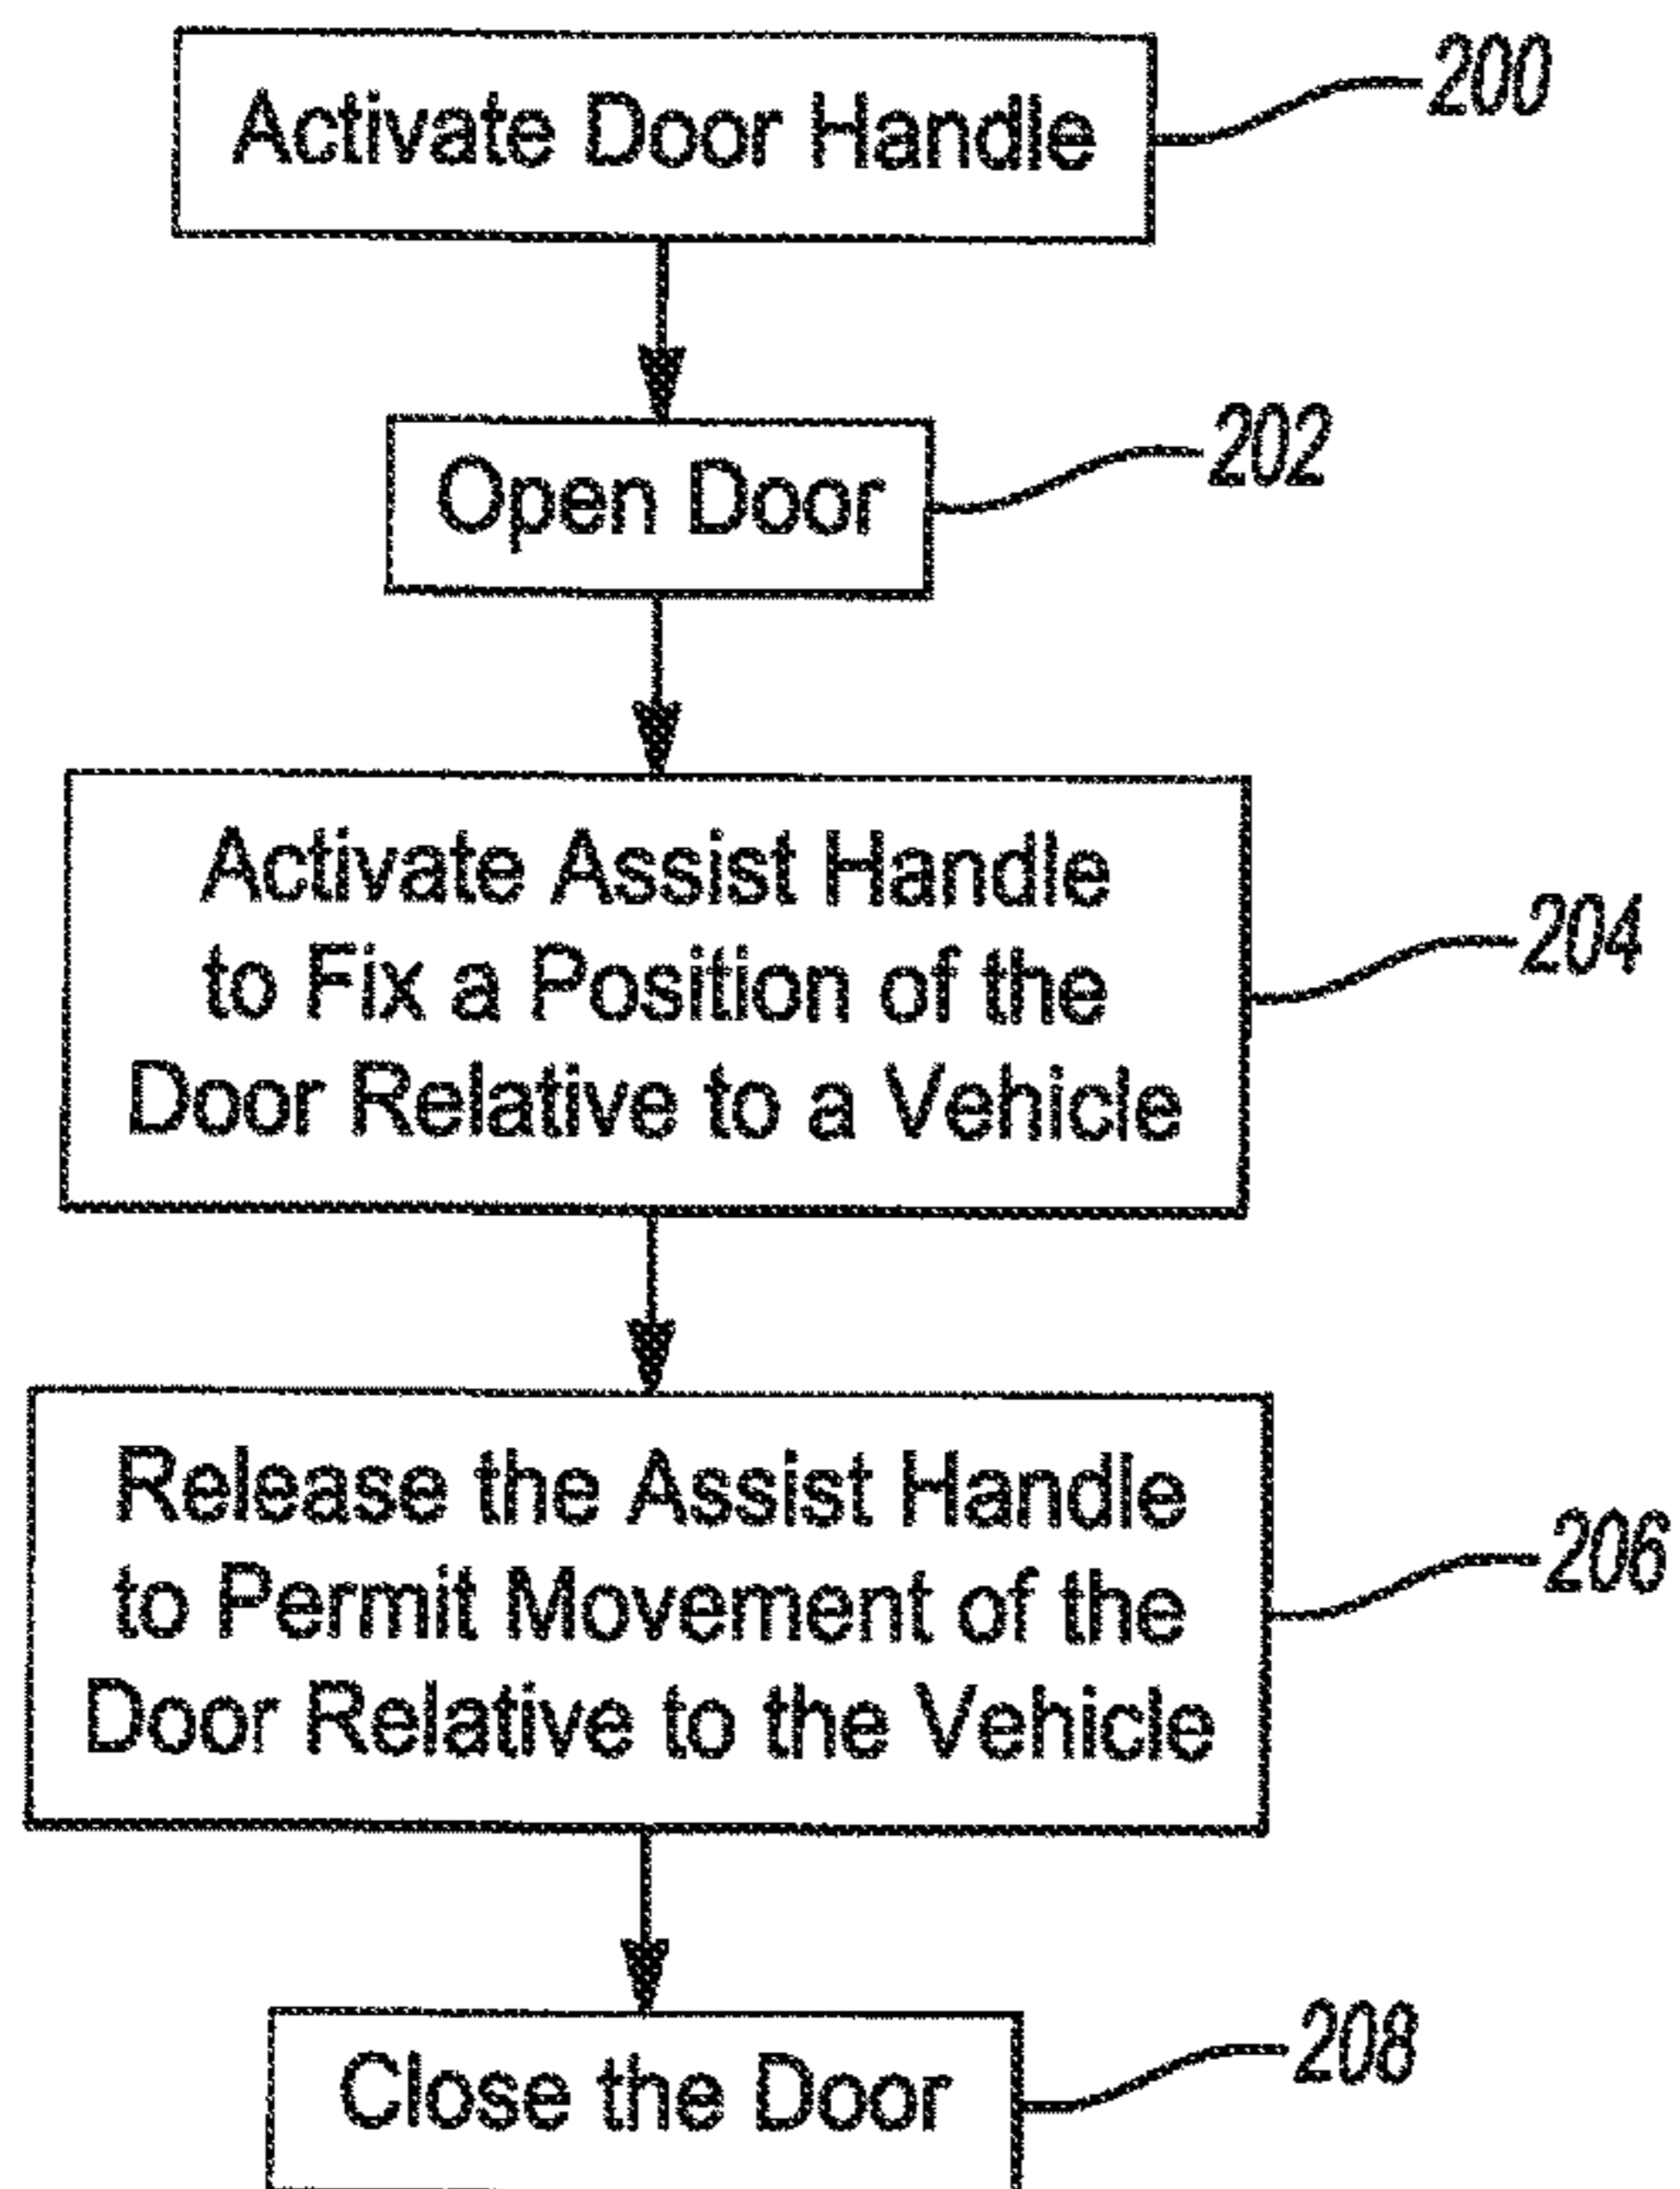 Activate Door Handle
200
Open Door
202
Activate Assist Handle
to Fix a Position of the
Door Relative to a Vehicle
204
Release the Assist Handle
to Permit Movement of the
Door Relative to the Vehicle
206
Close the Door
208